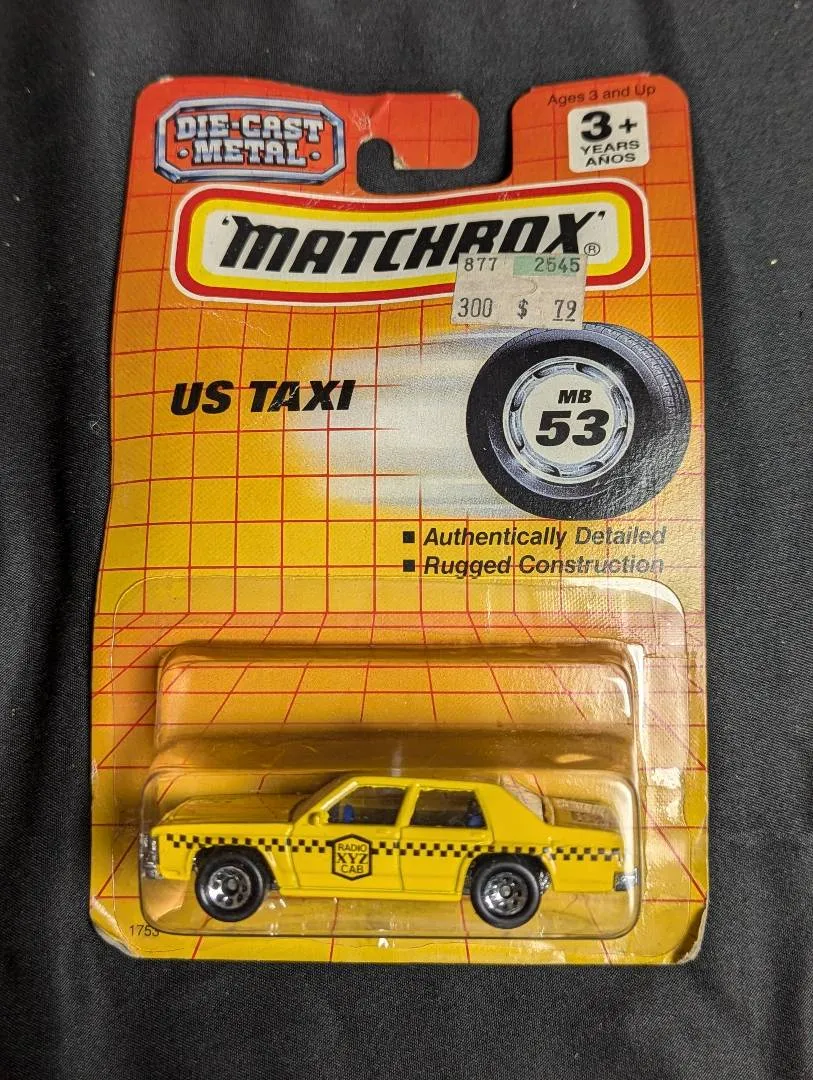 DIE-CAST
METAL
Ages 3 and Up
3+
YEARS
AÑOS
'MATCHBOX'®
877 2545
300 $ 79
US TAXI
MB
53
■ Authentically Detailed
■ Rugged Construction
RADIO
XYZ
CAB
1753